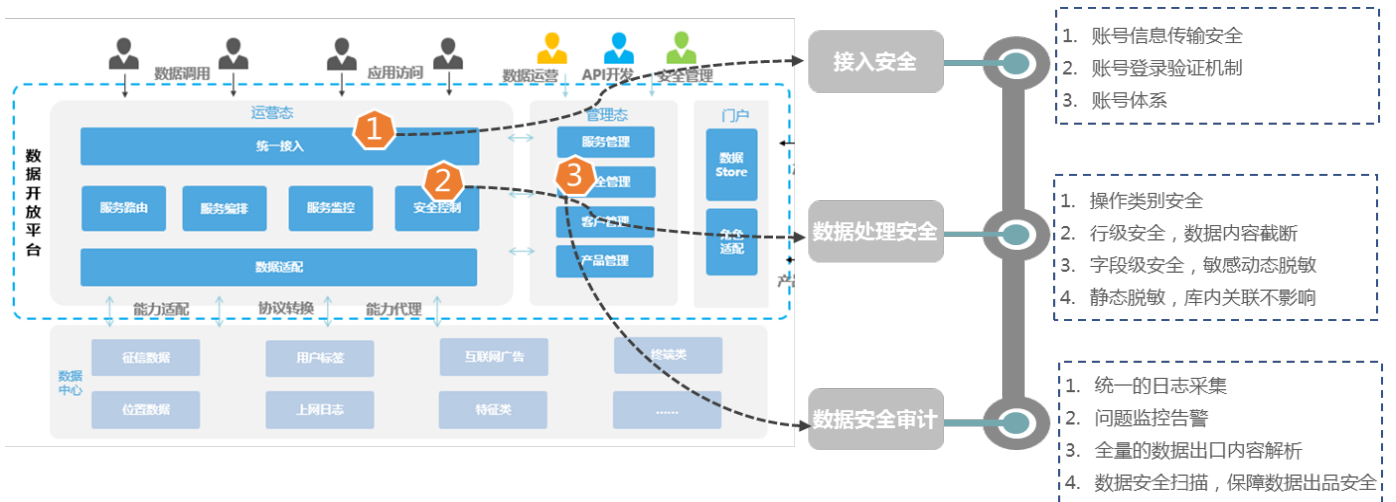 数据调用
应用访问
数据运营
API开发
安全管理
数据开放平台
运营态
统一接入
1
服务路由
服务编排
服务监控
安全控制
2
数据适配
管理态
服务管理
3
全管理
客户管理
产品管理
门户
数据
Store
适配
能力适配
协议转换
能力代理
数据
中心
征信数据
用户标签
互联网广告
终端类
位置数据
上网日志
特征类
......
接入安全
1. 账号信息传输安全
2. 账号登录验证机制
3. 账号体系
数据处理安全
1. 操作类别安全
2. 行级安全，数据内容截断
3. 字段级安全，敏感动态脱敏
4. 静态脱敏，库内关联不影响
数据安全审计
1. 统一的日志采集
2. 问题监控告警
3. 全量的数据出口内容解析
4. 数据安全扫描，保障数据出品安全